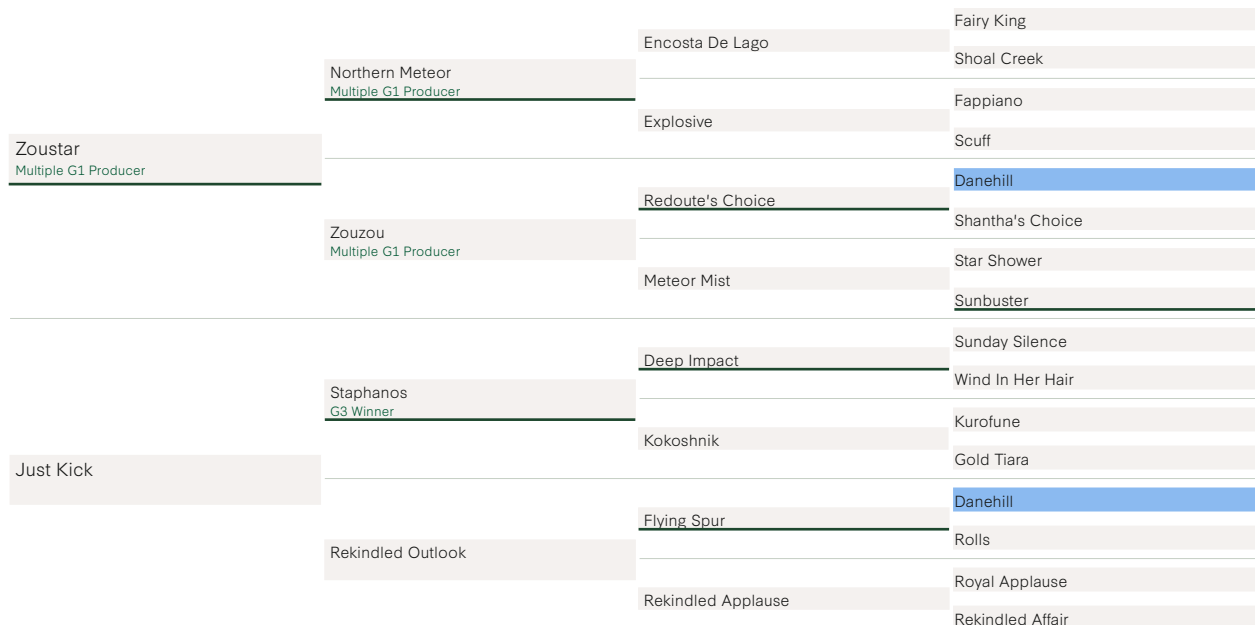 Zoustar
Multiple G1 Producer
Just Kick
Northern Meteor
Multiple G1 Producer
Zouzou
Multiple G1 Producer
Staphanos
G3 Winner
Rekindled Outlook
Encosta De Lago
Explosive
Redoute's Choice
Meteor Mist
Deep Impact
Kokoshnik
Flying Spur
Rekindled Applause
Fairy King
Shoal Creek
Fappiano
Scuff
Danehill
Shantha's Choice
Star Shower
Sunbuster
Sunday Silence
Wind In Her Hair
Kurofune
Gold Tiara
Danehill
Rolls
Royal Applause
Rekindled Affair